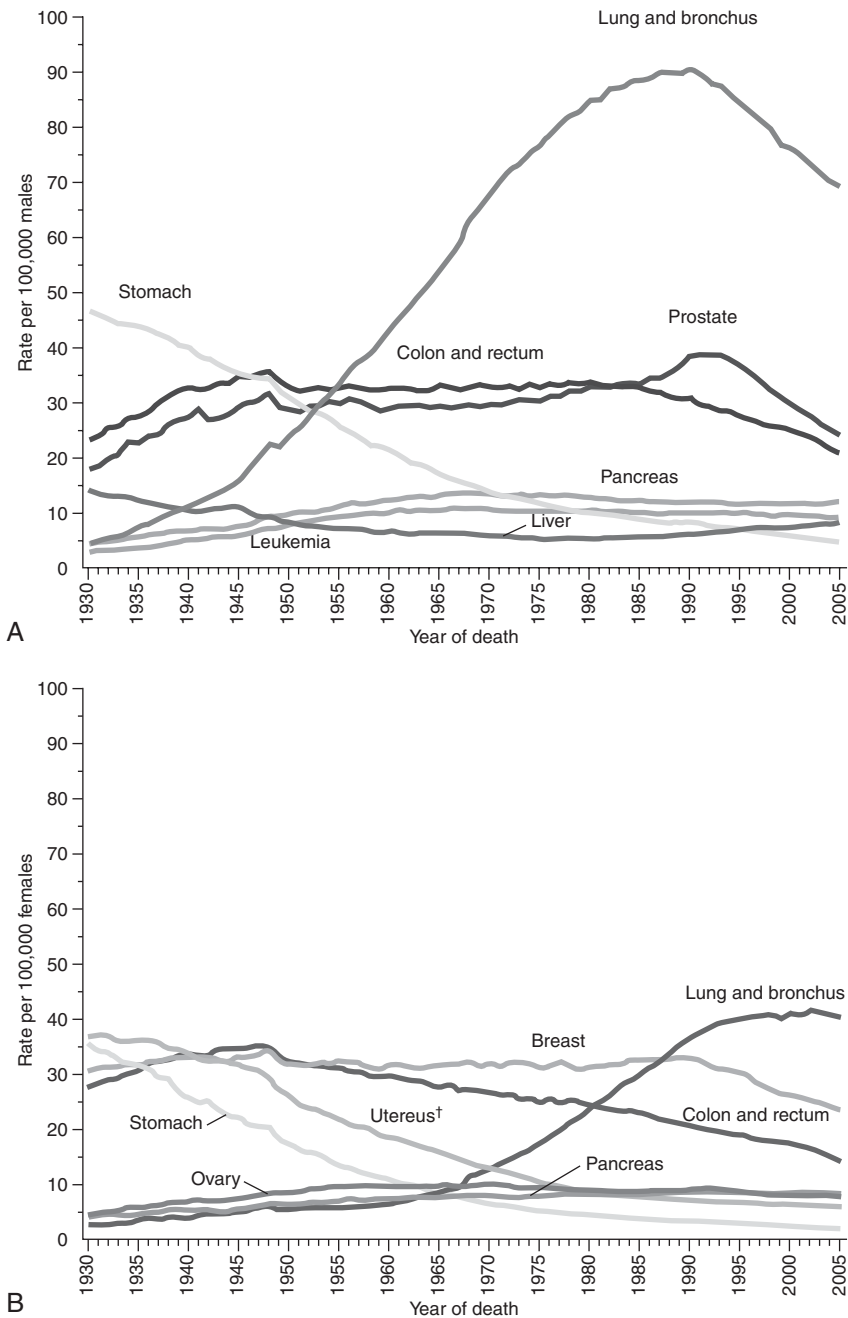 100
Lung and bronchus
90
80
70
60
Rate per 100,000 males
50
Stomach
Prostate
40
Colon and rectum
30
20
Pancreas
10
Liver
Leukemia
0
1930 1935 1940 1945 1950 1955 1960 1965 1970 1975 1980 1985 1990 1995 2000 2005
A
Year of death
100
90
80
70
60
Rate per 100,000 females
50
Lung and bronchus
40
Breast
30
Utereus†
Colon and rectum
Stomach
20
Pancreas
Ovary
10
0
1930 1935 1940 1945 1950 1955 1960 1965 1970 1975 1980 1985 1990 1995 2000 2005
B
Year of death